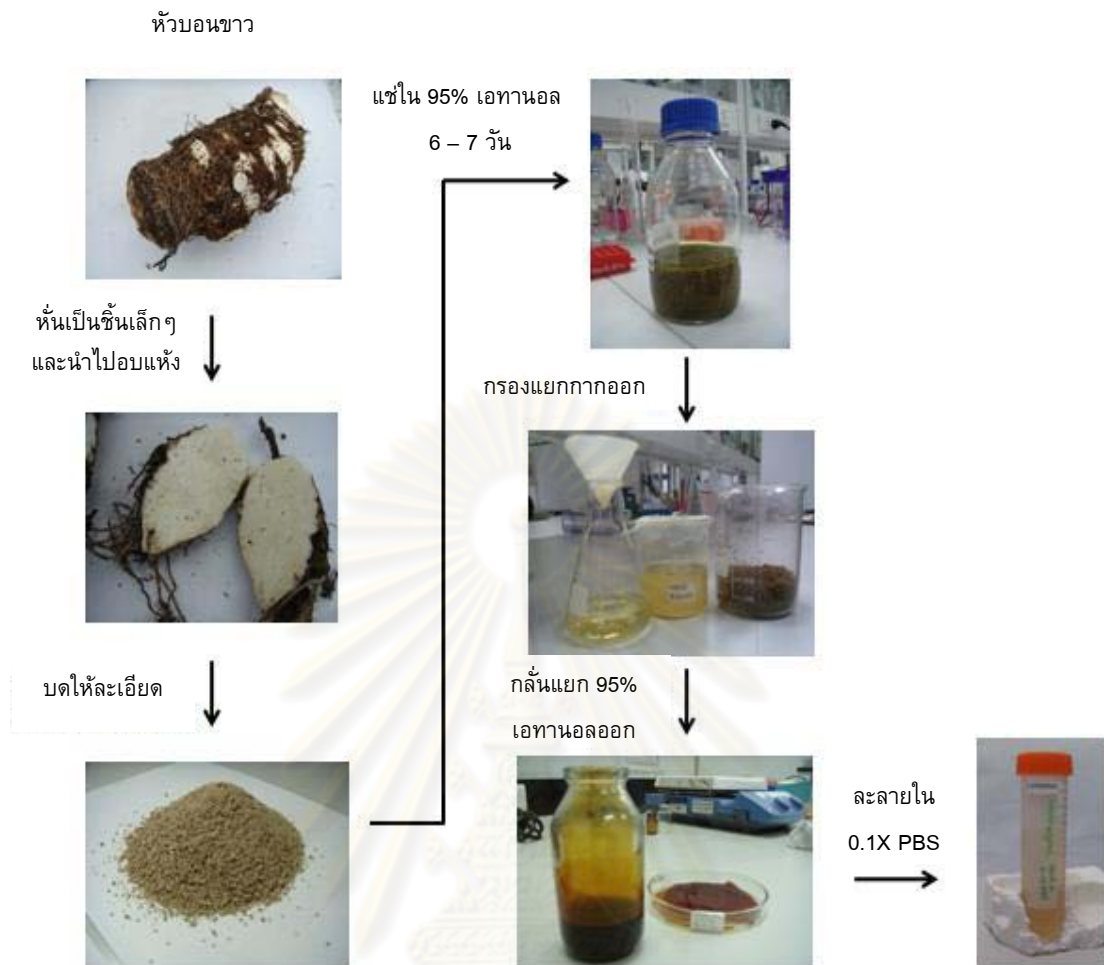 หัวบอนขาว
หั่นเป็นชิ้นเล็กๆ
และนำไปอบแห้ง
บดให้ละเอียด
แช่ใน 95% เอทานอล
6 – 7 วัน
กรองแยกกากออก
กลั่นแยก 95%
เอทานอลออก
ละลายใน
0.1X PBS